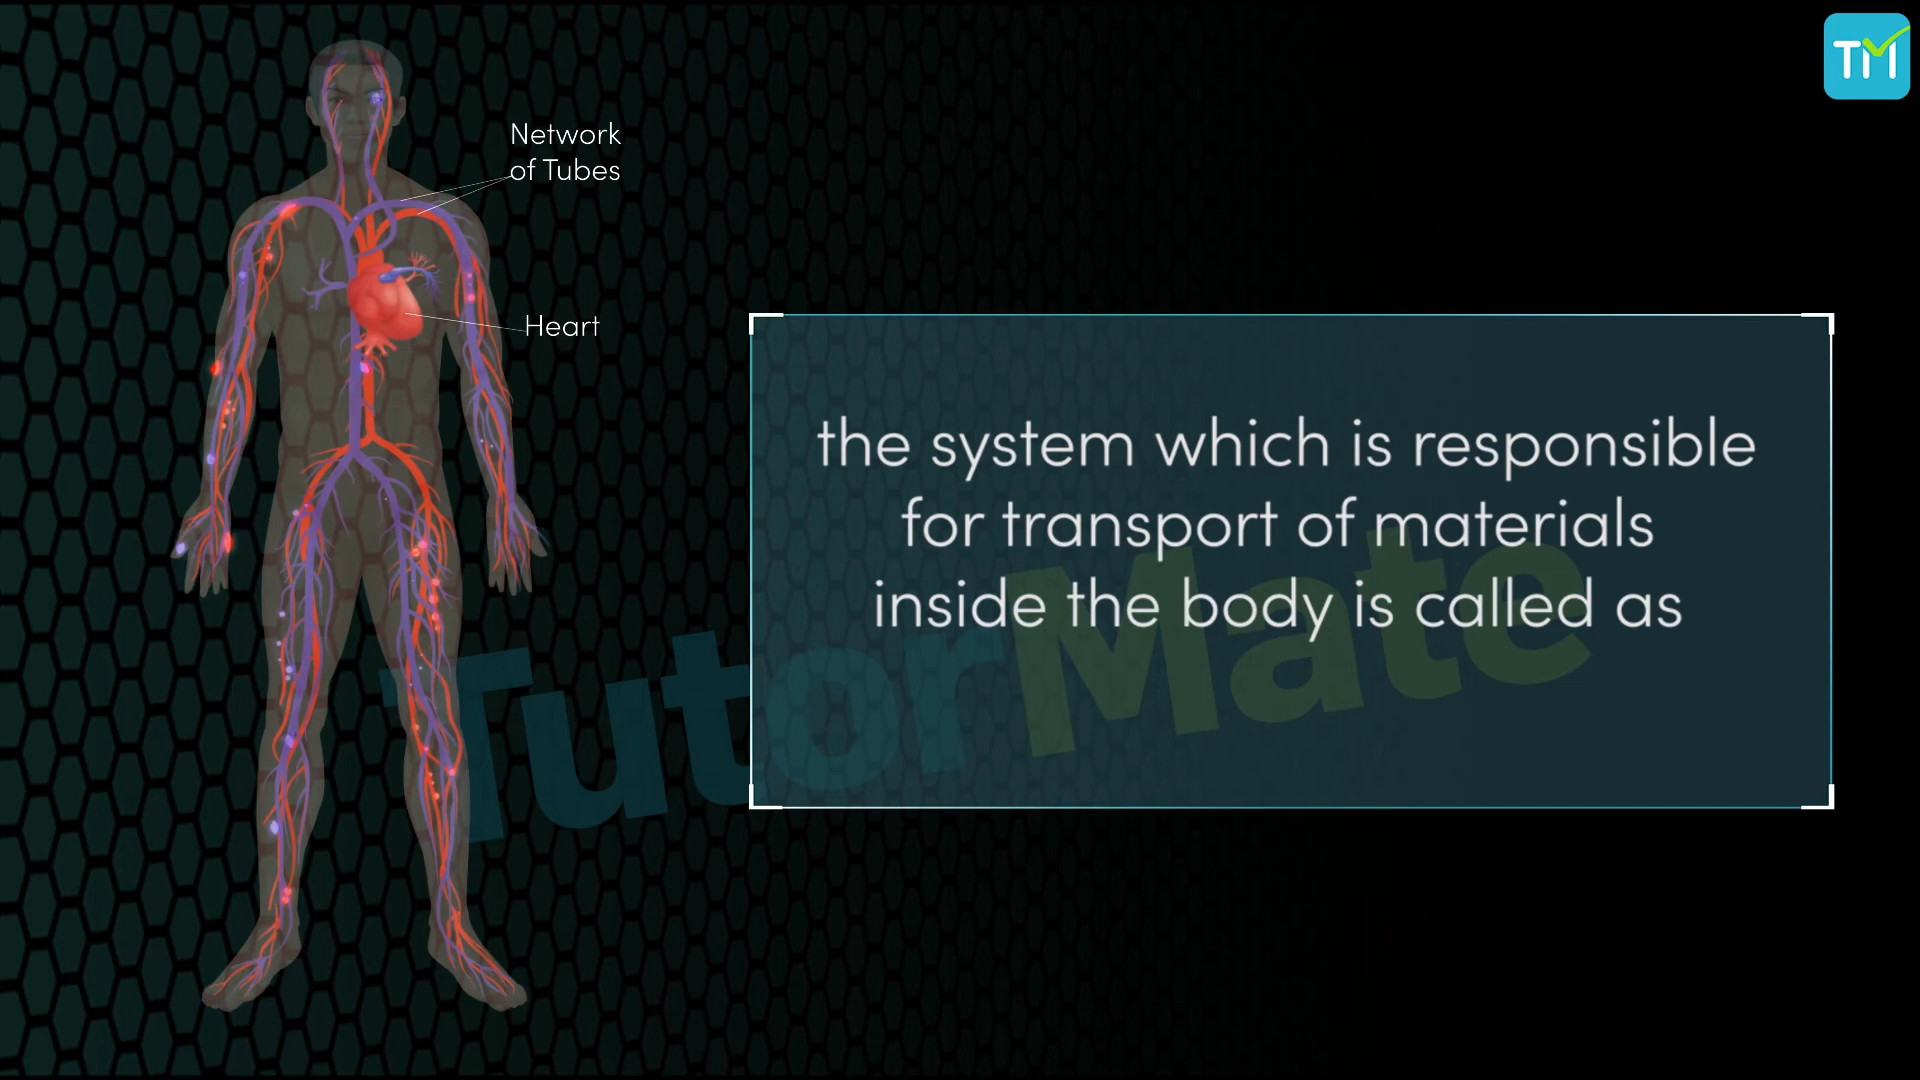 TM
Network
of Tubes
Heart
the system which is responsible
for transport of materials
inside the body is called as
TutorMate